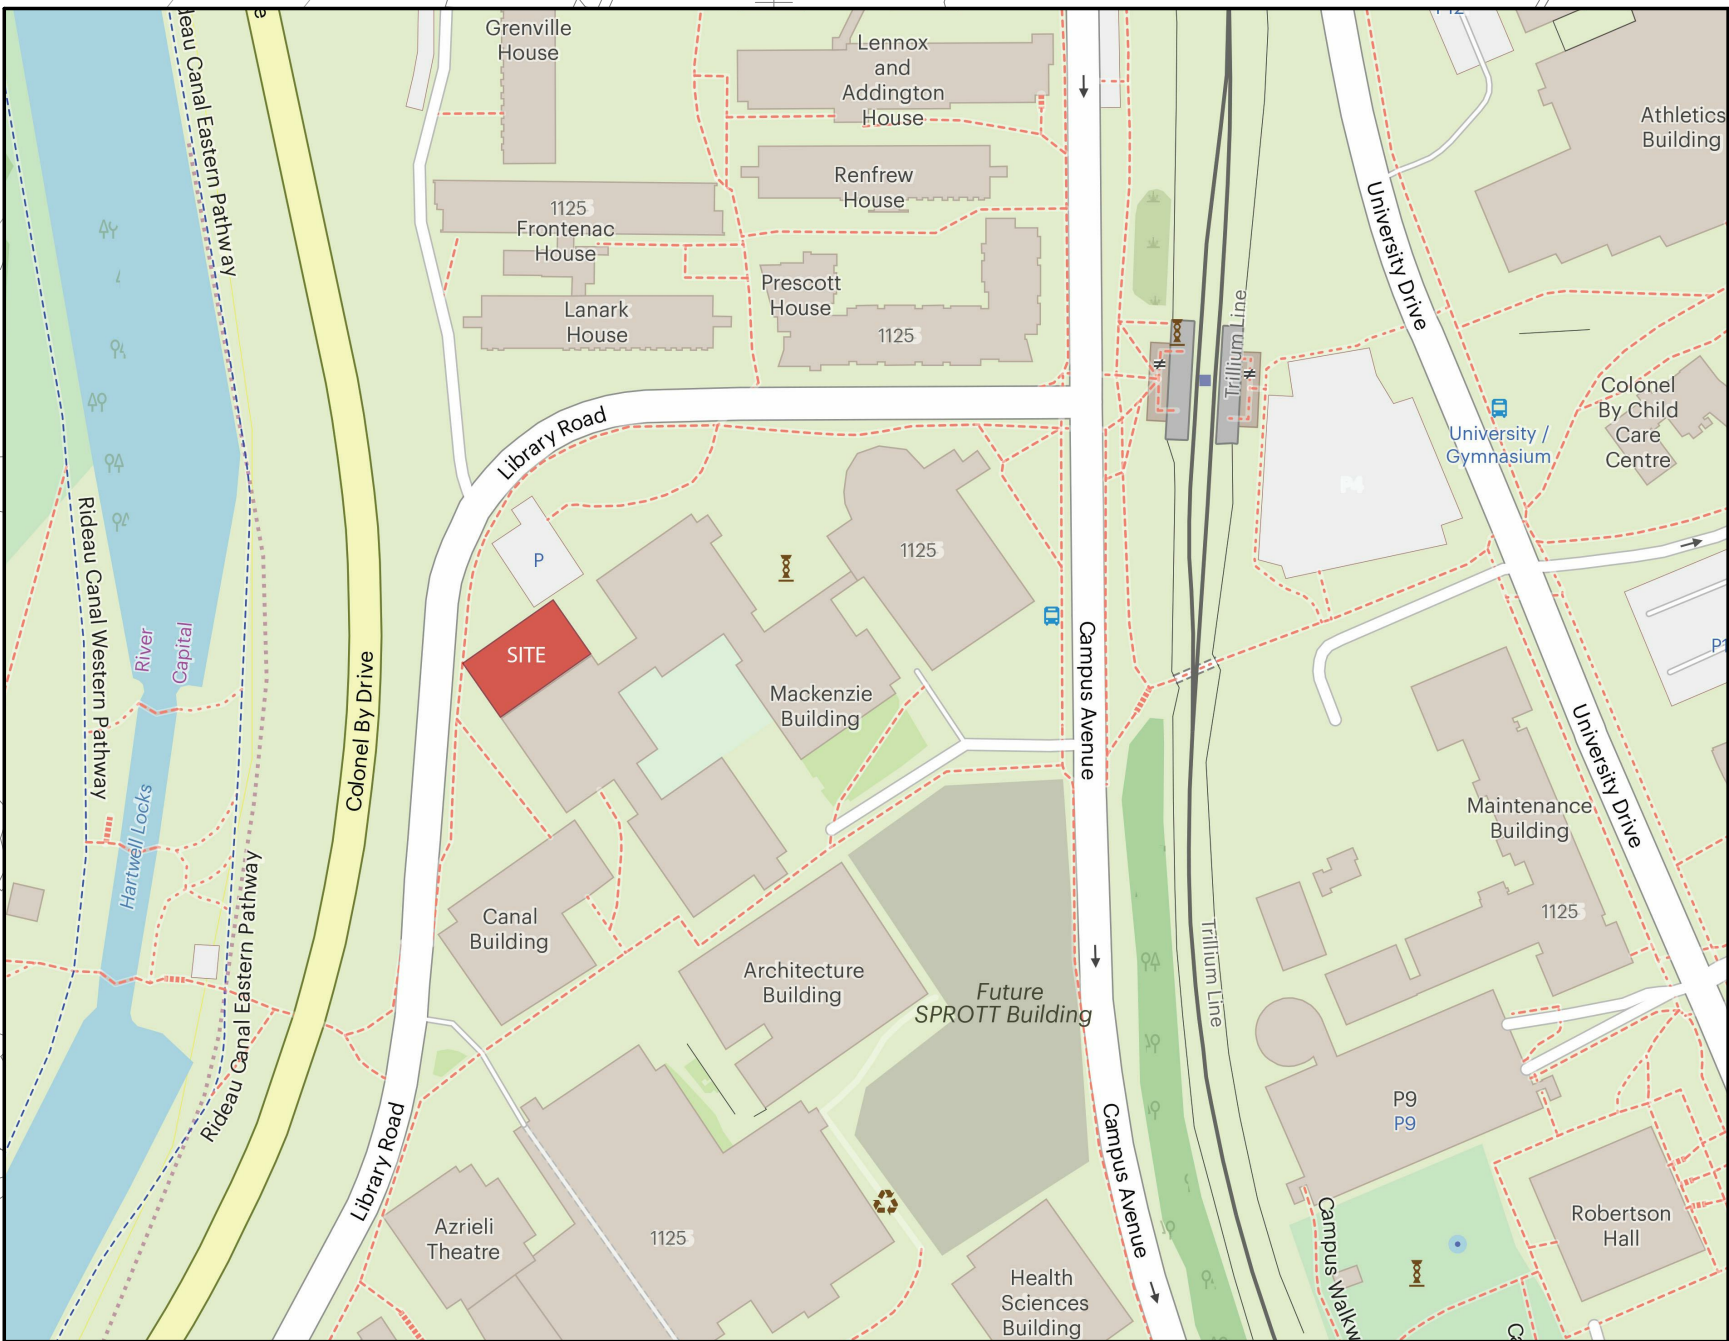 Grenville
House
Lennox
and
Addington
House
Athletics
Building
Rideau Canal Eastern Pathway
Renfrew
House
1125
Frontenac
House
Prescott
House
Lanark
House
1125
University Drive
Trillium Line
Colonel
By Child
Care
Centre
University /
Gymnasium
Library Road
P4
P
1125
Rideau Canal Western Pathway
River
Capital
SITE
Mackenzie
Building
Campus Avenue
Colonel By Drive
University Drive
Hartwell Locks
Maintenance
Building
Canal
Building
1125
Rideau Canal Eastern Pathway
Architecture
Building
Future
SPROTT Building
Trillium Line
P9
P9
Library Road
Campus Avenue
Azrieli
Theatre
1125
Health
Sciences
Building
Campus Walkw
Robertson
Hall